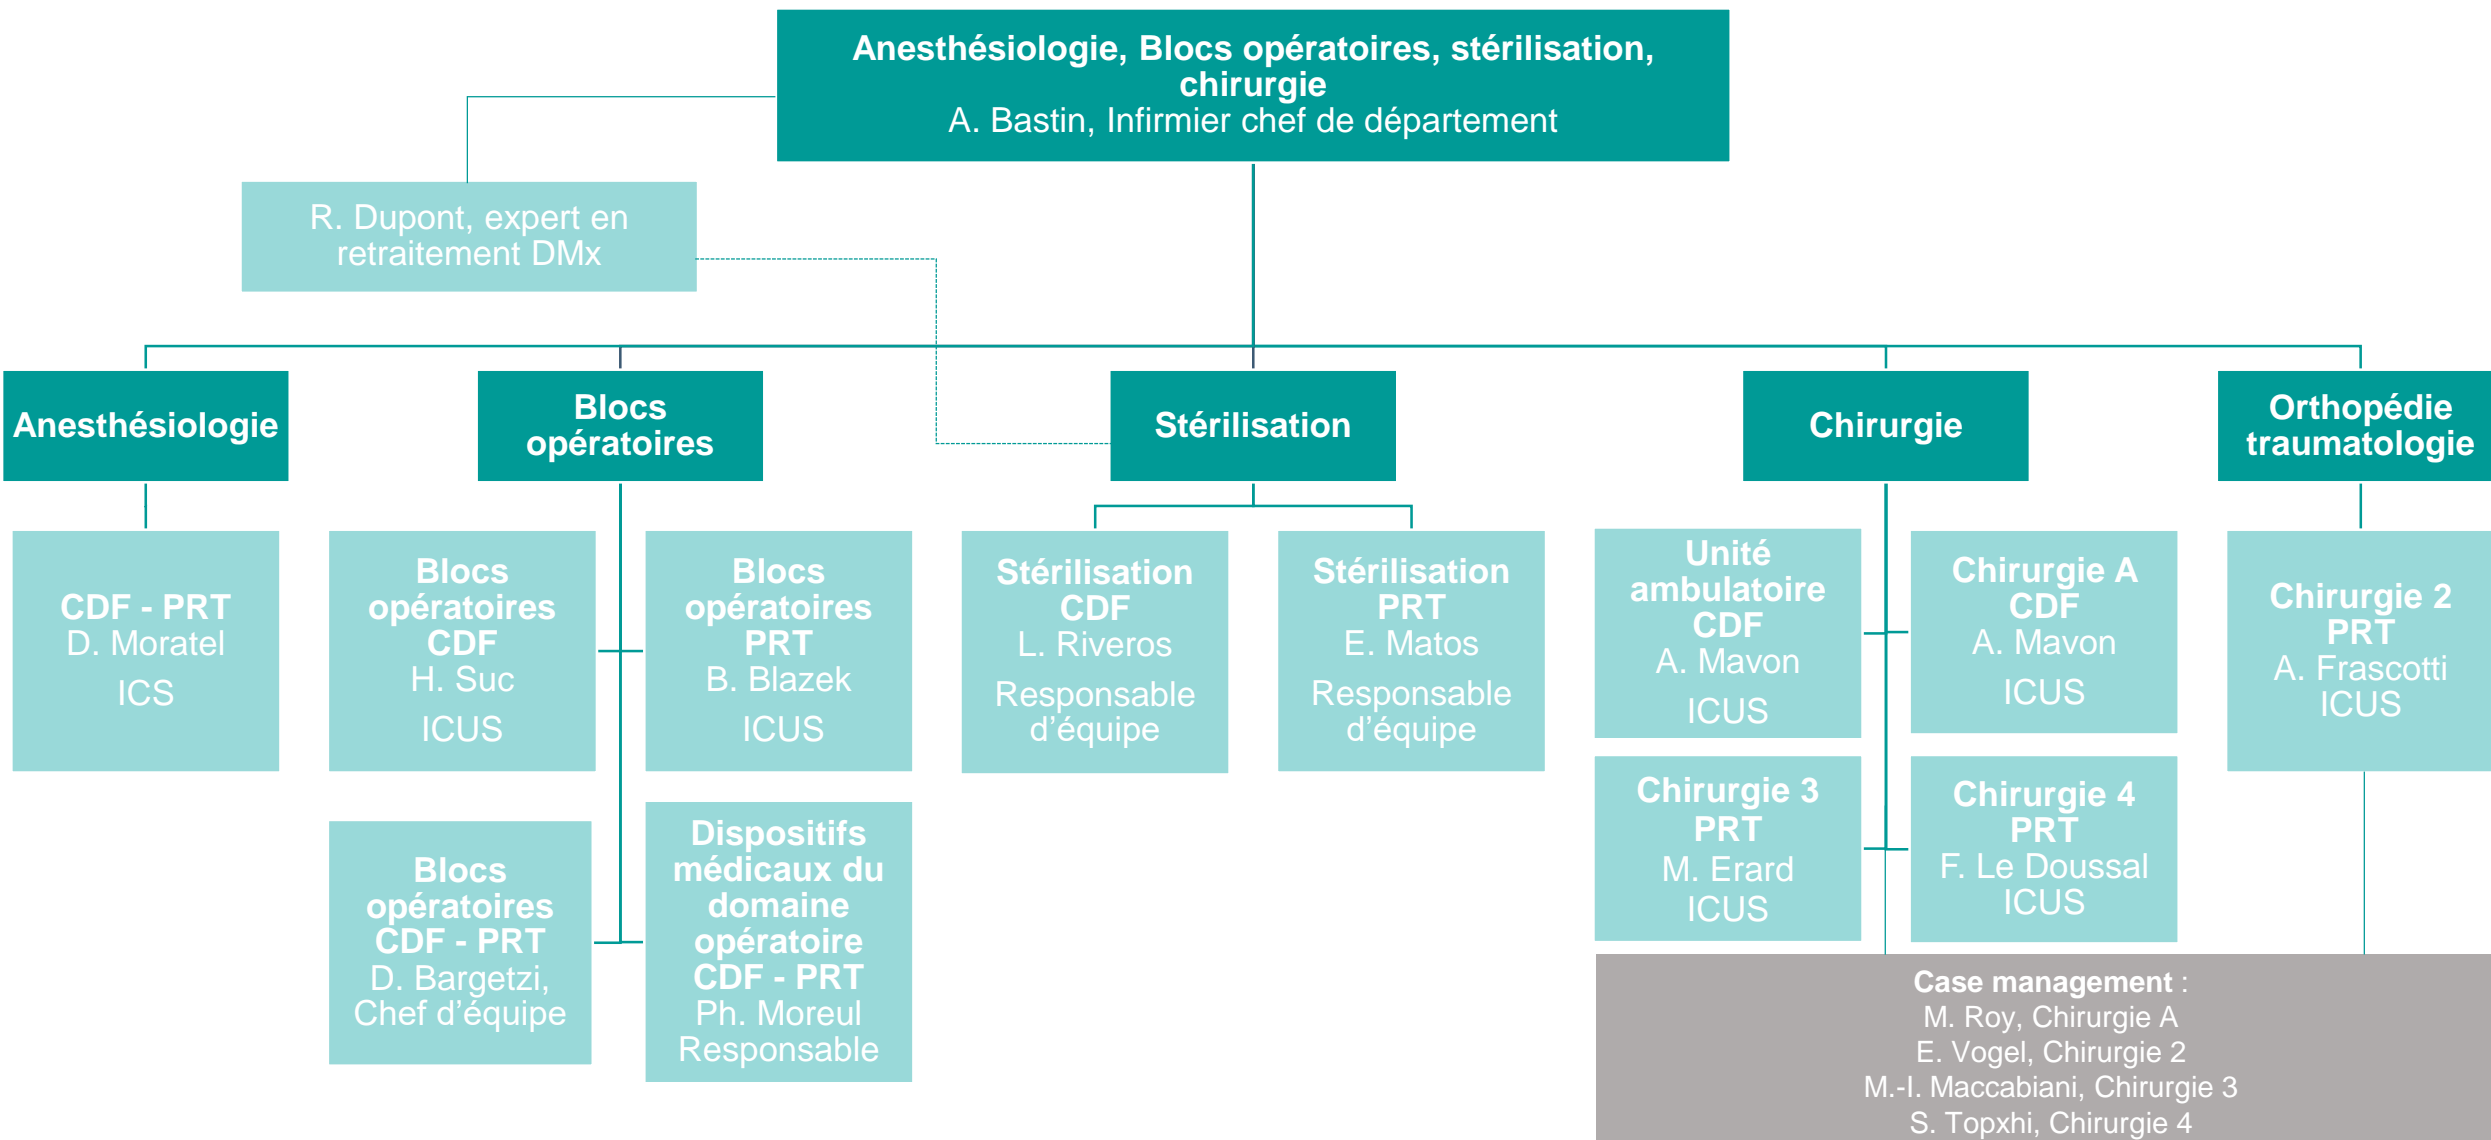 Anesthésiologie, Blocs opératoires, stérilisation,
chirurgie
A. Bastin, Infirmier chef de département
R. Dupont, expert en
retraitement DMx
Anesthésiologie
Blocs
opératoires
Stérilisation
Chirurgie
Orthopédie
traumatologie
CDF - PRT
D. Moratel
ICS
Blocs
opératoires
CDF
H. Suc
ICUS
Blocs
opératoires
PRT
B. Blazek
ICUS
Stérilisation
CDF
L. Riveros
Responsable
d’équipe
Stérilisation
PRT
E. Matos
Responsable
d’équipe
Unité
ambulatoire
CDF
A. Mavon
ICUS
Chirurgie A
CDF
A. Mavon
ICUS
Chirurgie 2
PRT
A. Frascotti
ICUS
Blocs
opératoires
CDF - PRT
D. Bargetzi,
Chef d’équipe
Dispositifs
médicaux du
domaine
opératoire
CDF - PRT
Ph. Moreul
Responsable
Chirurgie 3
PRT
M. Erard
ICUS
Chirurgie 4
PRT
F. Le Doussal
ICUS
Case management :
M. Roy, Chirurgie A
E. Vogel, Chirurgie 2
M.-I. Maccabiani, Chirurgie 3
S. Topxhi, Chirurgie 4